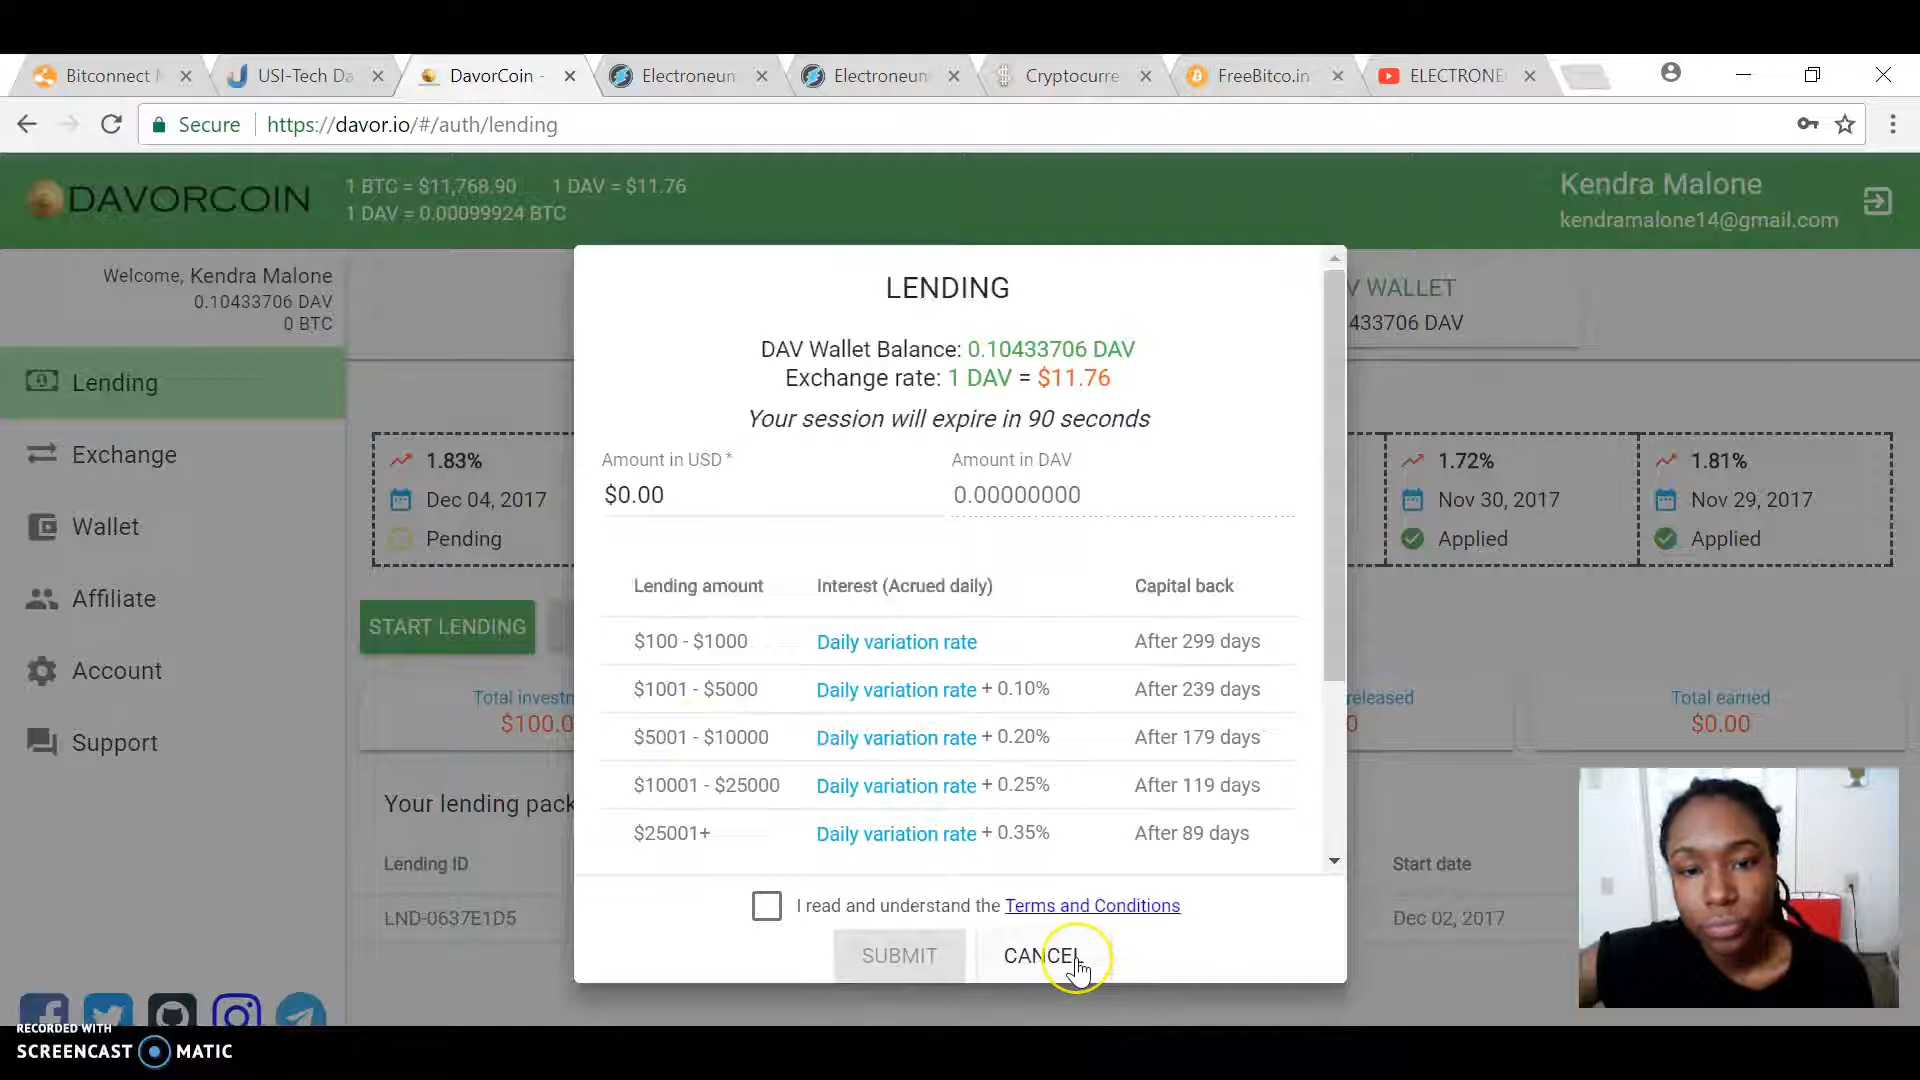 Bitconnect
USI-Tech Da
DavorCoin -
Electroneum
Electroneum
Cryptocurre
FreeBitco.in
ELECTRONE
Secure
https://davor.io/#/auth/lending
DAVORCOIN
1 BTC = $11,768.90 1 DAV = $11.76
1 DAV = 0.00099924 BTC
Kendra Malone
kendramalone14@gmail.com
Welcome, Kendra Malone
0.10433706 DAV
0 BTC
Lending
Exchange
Wallet
Affiliate
Account
Support
V WALLET
433706 DAV
1.83%
Dec 04, 2017
Pending
1.72%
Nov 30, 2017
Applied
1.81%
Nov 29, 2017
Applied
START LENDING
Total investm
$100.0
released
0
Total earned
$0.00
Your lending pack
Lending ID
Start date
LND-0637E1D5
Dec 02, 2017
LENDING
DAV Wallet Balance: 0.10433706 DAV
Exchange rate: 1 DAV = $11.76
Your session will expire in 90 seconds
Amount in USD * Amount in DAV
$0.00 0.00000000
Lending amount Interest (Accrued daily) Capital back
$100 - $1000 Daily variation rate After 299 days
$1001 - $5000 Daily variation rate + 0.10% After 239 days
$5001 - $10000 Daily variation rate + 0.20% After 179 days
$10001 - $25000 Daily variation rate + 0.25% After 119 days
$25001+ Daily variation rate + 0.35% After 89 days
I read and understand the Terms and Conditions
SUBMIT CANCEL
RECORDED WITH
SCREENCAST MATIC